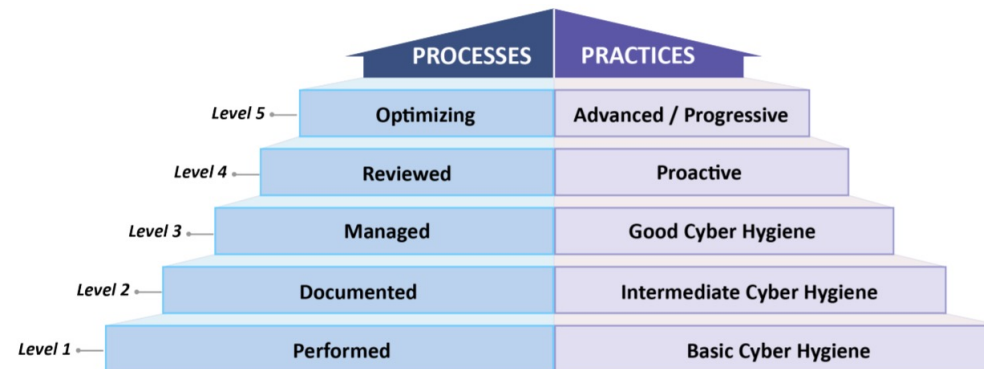 PROCESSES PRACTICES
Level 5 Optimizing Advanced / Progressive
Level 4 Reviewed Proactive
Level 3 Managed Good Cyber Hygiene
Level 2 Documented Intermediate Cyber Hygiene
Level 1 Performed Basic Cyber Hygiene